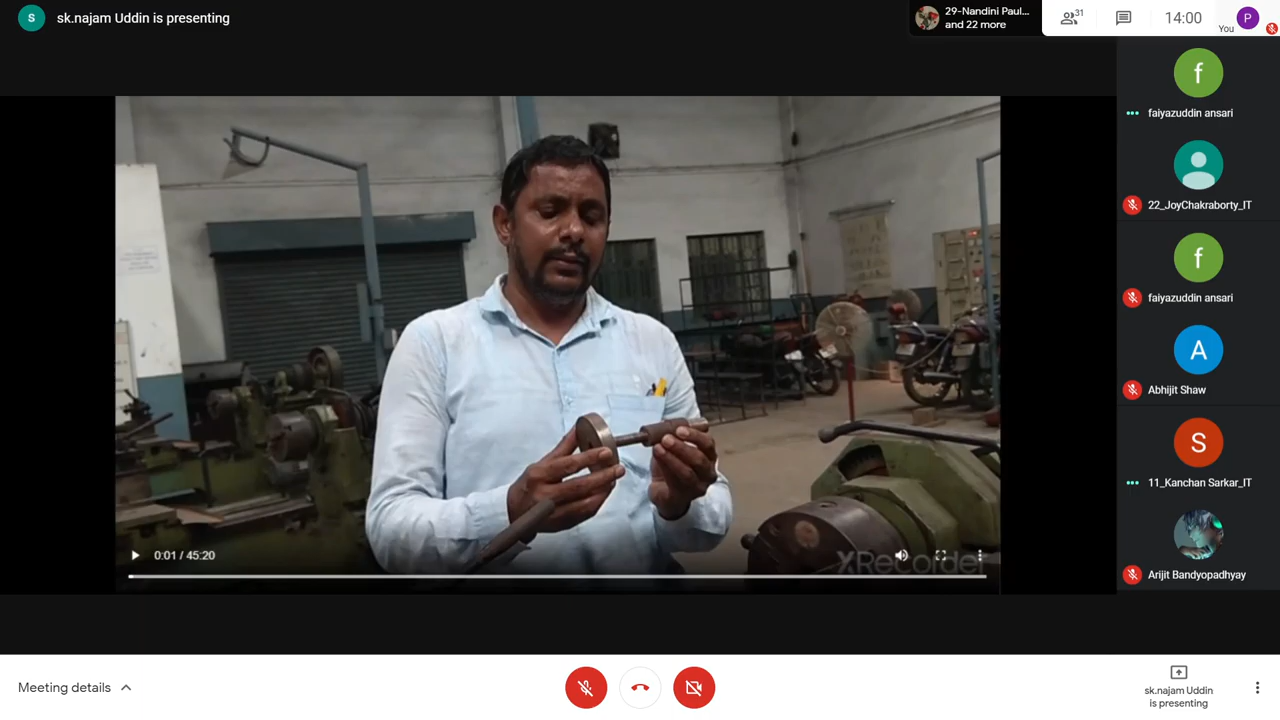 S
sk.najam Uddin is presenting
29-Nandini Paul...
and 22 more
31
14:00
You
P
f
faiyazuddin ansari
22_JoyChakraborty_IT
f
faiyazuddin ansari
A
Abhijit Shaw
S
11_Kanchan Sarkar_IT
Arijit Bandyopadhyay
0:01 / 45:20
XRecorder
Meeting details
sk.najam Uddin
is presenting